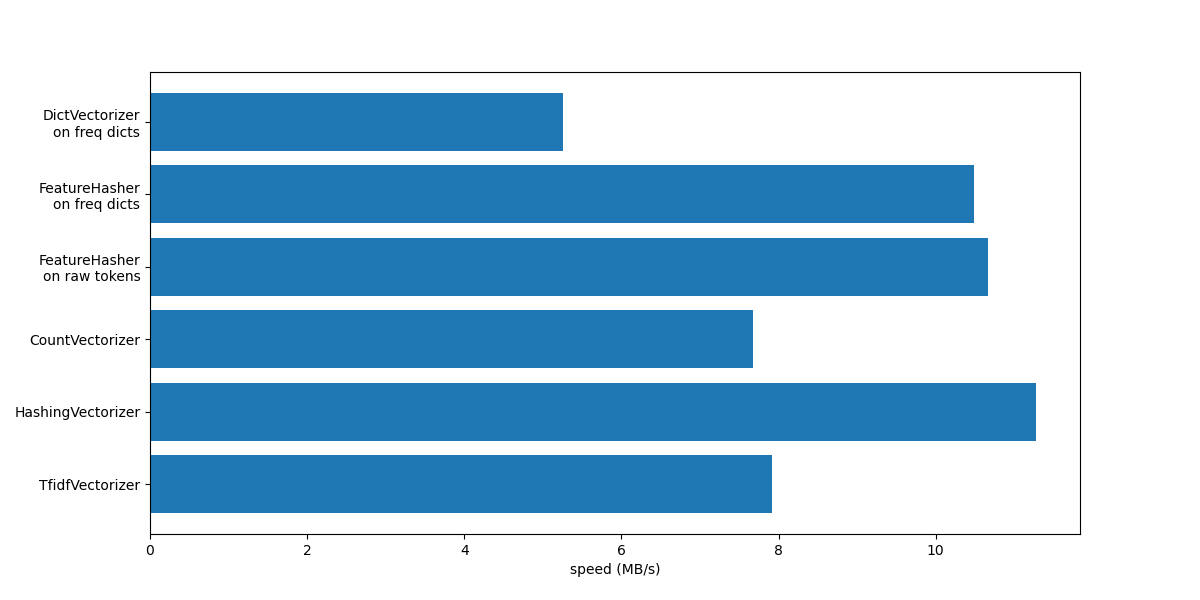 DictVectorizer
on freq dicts
FeatureHasher
on freq dicts
FeatureHasher
on raw tokens
CountVectorizer
HashingVectorizer
TfidfVectorizer
0 2 4 6 8 10
speed (MB/s)